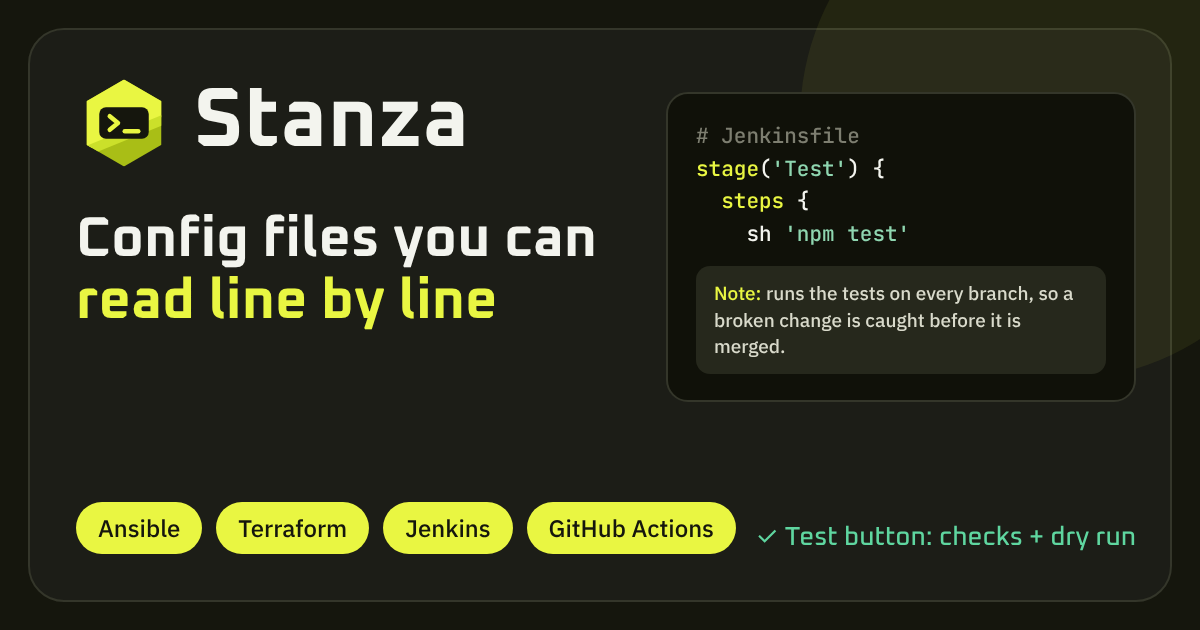 Stanza
Config files you can
read line by line
# Jenkinsfile
stage('Test') {
  steps {
    sh 'npm test'
Note: runs the tests on every branch, so a
broken change is caught before it is
merged.
Ansible
Terraform
Jenkins
GitHub Actions
✓ Test button: checks + dry run